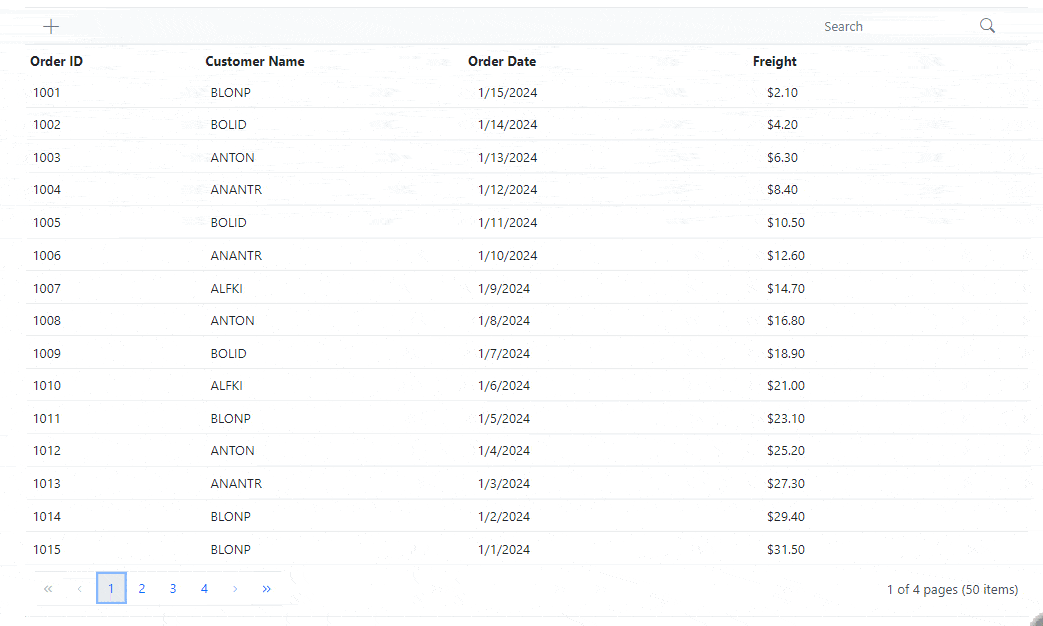 Search
Order ID Customer Name Order Date Freight
1001 BLONP 1/15/2024 $2.10
1002 BOLID 1/14/2024 $4.20
1003 ANTON 1/13/2024 $6.30
1004 ANANTR 1/12/2024 $8.40
1005 BOLID 1/11/2024 $10.50
1006 ANANTR 1/10/2024 $12.60
1007 ALFKI 1/9/2024 $14.70
1008 ANTON 1/8/2024 $16.80
1009 BOLID 1/7/2024 $18.90
1010 ALFKI 1/6/2024 $21.00
1011 BLONP 1/5/2024 $23.10
1012 ANTON 1/4/2024 $25.20
1013 ANANTR 1/3/2024 $27.30
1014 BLONP 1/2/2024 $29.40
1015 BLONP 1/1/2024 $31.50
« ‹ 1 2 3 4 › » 1 of 4 pages (50 items)